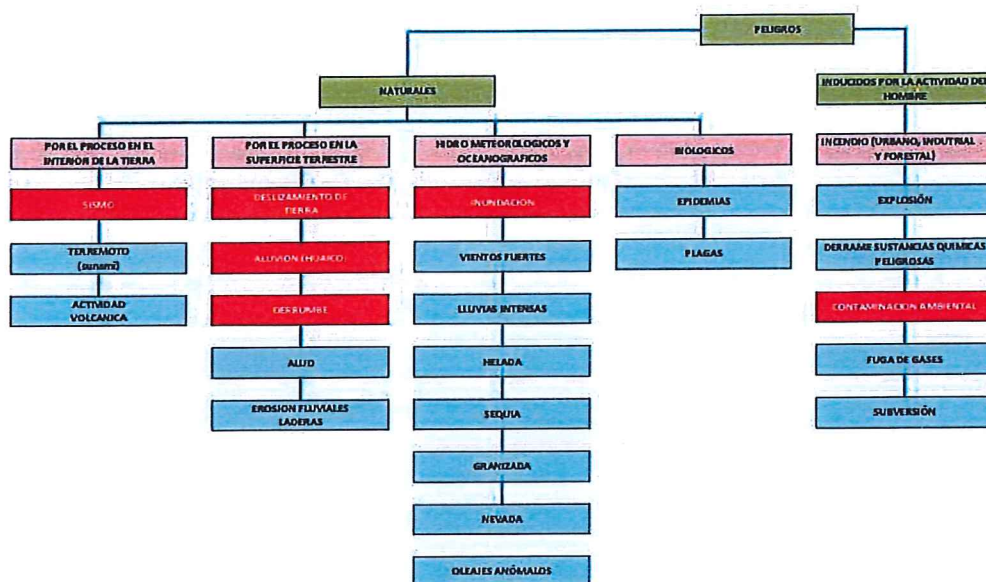 PELIGROS
NATURALES
INDUCIDOS POR LA ACTIVIDAD DEL
HOMBRE
POR EL PROCESO EN EL
INTERIOR DE LA TIERRA
SISMO
TERREMOTO
(sunami)
ACTIVIDAD
VOLCANICA
POR EL PROCESO EN LA
SUPERFICIE TERRESTRE
DESLIZAMIENTO DE
TIERRA
ALUVION (HUAICO)
DERRUMBE
ALUD
EROSION FLUVIALES
LADERAS
HIDRO METEOROLOGICOS Y
OCEANOGRAFICOS
INUNDACION
VIENTOS FUERTES
LLUVIAS INTENSAS
HELADA
SEQUIA
GRANIZADA
NEVADA
OLEAJES ANÓMALOS
BIOLOGICOS
EPIDEMIAS
PLAGAS
INCENDIO (URBANO, INDUTRIAL
Y FORESTAL)
EXPLOSIÓN
DERRAME SUSTANCIAS QUIMICAS
PELIGROSAS
CONTAMINACION AMBIENTAL
FUGA DE GASES
SUBVERSIÓN